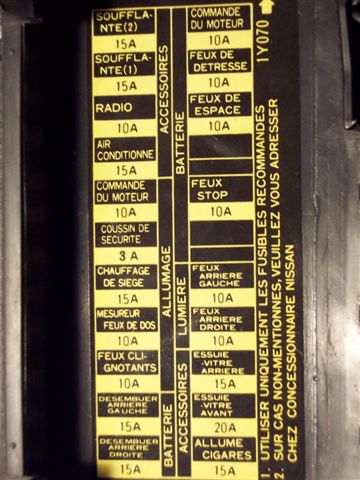 SOUFFLA-
NTE(2)
15A
SOUFFLA-
NTE(1)
15A
RADIO
10A
AIR
CONDITIONNE
15A
COMMANDE
DU MOTEUR
10A
COUSSIN DE
SECURITE
3 A
CHAUFFAGE
DE SIEGE
15A
MESUREUR
FEUX DE DOS
10A
FEUX CLI-
GNOTANTS
10A
DESEMBUER
ARRIERE
GAUCHE
15A
DESEMBUER
ARRIERE
DROITE
15A
ACCESSOIRES
ALLUMAGE
BATTERIE
BATTERIE
LUMIERE
ACCESSOIRES
COMMANDE
DU MOTEUR
10A
FEUX DE
DETRESSE
10A
FEUX DE
ESPACE
10A
FEUX
STOP
10A
FEUX
ARRIERE
GAUCHE
10A
FEUX
ARRIERE
DROITE
10A
ESSUIE
-VITRE
ARRIERE
15A
ESSUIE
-VITRE
AVANT
20A
ALLUME
CIGARES
15A
1Y070
1. UTILISER UNIQUEMENT LES FUSIBLES RECOMMANDES
2. SUR CAS NON-MENTIONNES, VEUILLEZ VOUS ADRESSER
CHEZ CONCESSIONNAIRE NISSAN